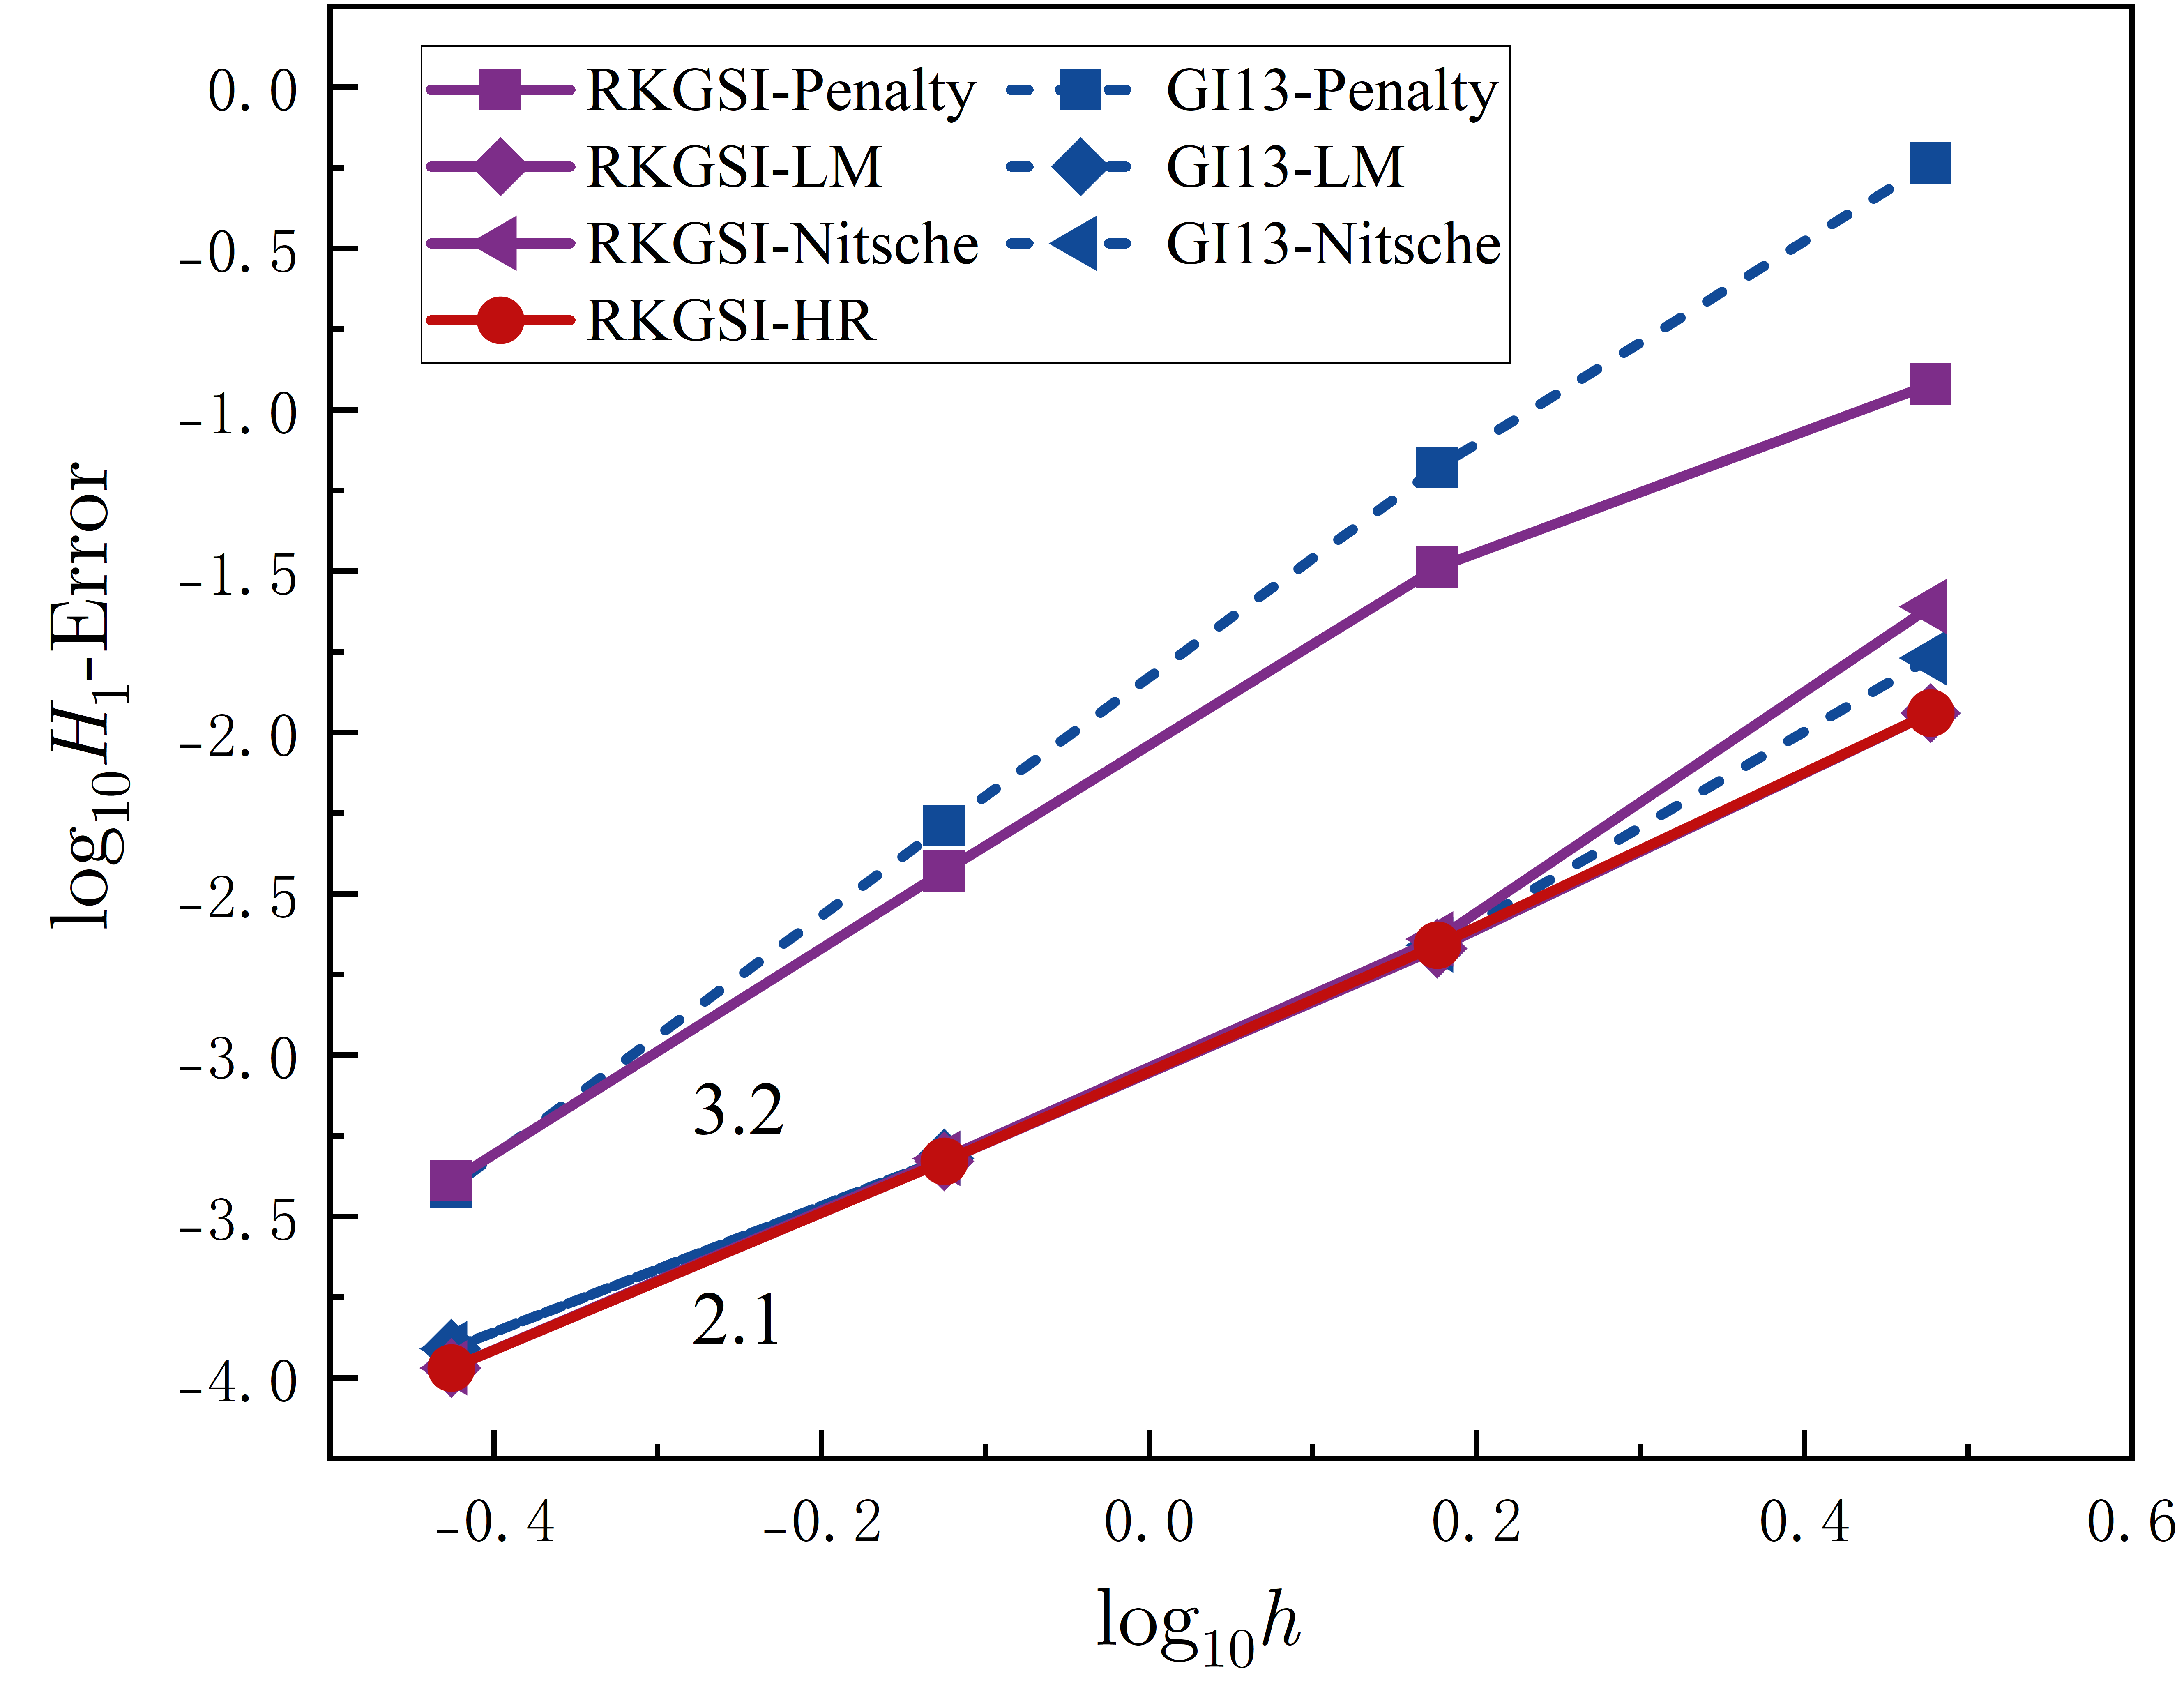 0.0
-0.5
-1.0
-1.5
-2.0
-2.5
-3.0
-3.5
-4.0
log10H1-Error
RKGSI-Penalty GI13-Penalty
RKGSI-LM GI13-LM
RKGSI-Nitsche GI13-Nitsche
RKGSI-HR
3.2
2.1
-0.4 -0.2 0.0 0.2 0.4 0.6
log10h